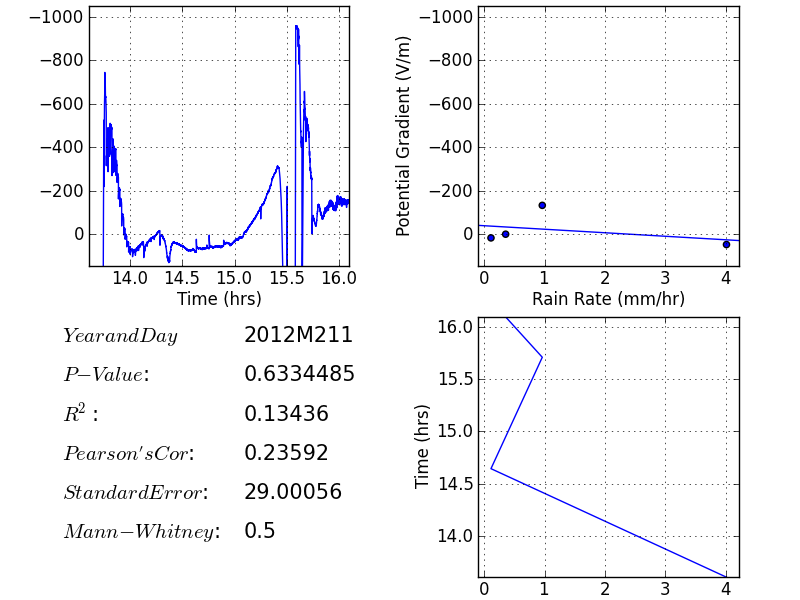 −1000
−800
−600
−400
−200
0
14.0 14.5 15.0 15.5 16.0
Time (hrs)
Potential Gradient (V/m)
−1000
−800
−600
−400
−200
0
0 1 2 3 4
Rain Rate (mm/hr)
YearandDay 2012M211
P−Value: 0.6334485
R²: 0.13436
Pearson'sCor: 0.23592
StandardError: 29.00056
Mann−Whitney: 0.5
Time (hrs)
16.0
15.5
15.0
14.5
14.0
0 1 2 3 4